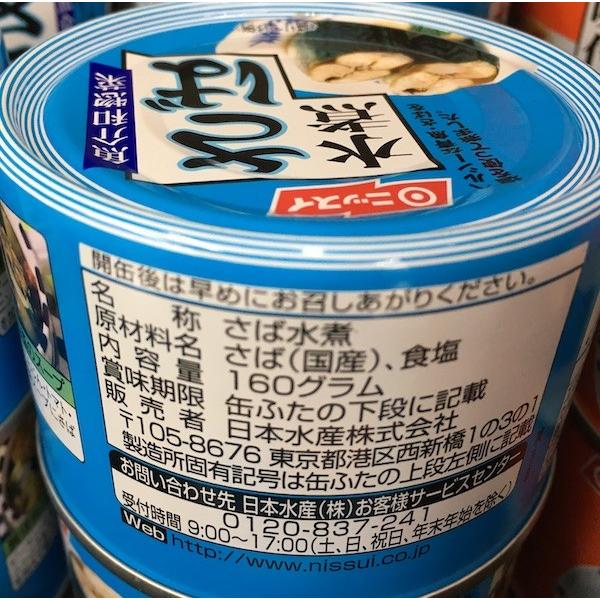 魚介和惣菜
さば
水煮
ニッスイ
開缶後は早めにお召しあがりください。
名 称 さば水煮
原材料名 さば(国産)、食塩
内 容 量 160グラム
賞味期限 缶ふたの下段に記載
販 売 者 日本水産株式会社
〒105-8676 東京都港区西新橋1の3の1
製造所固有記号は缶ふたの上段左側に記載
お問い合わせ先 日本水産(株)お客様サービスセンター
0120-837-241
受付時間 9:00~17:00(土、日、祝日、年末年始を除く)
Web http://www.nissui.co.jp